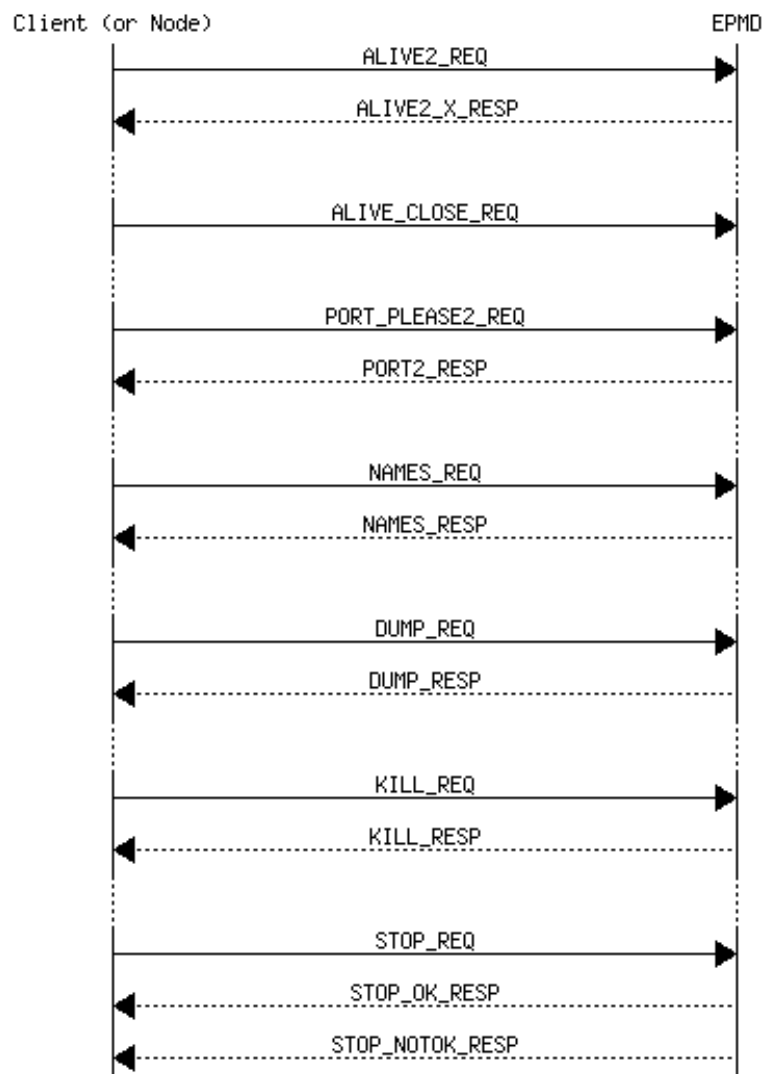 Client (or Node) EPMD
ALIVE2_REQ
ALIVE2_X_RESP
ALIVE_CLOSE_REQ
PORT_PLEASE2_REQ
PORT2_RESP
NAMES_REQ
NAMES_RESP
DUMP_REQ
DUMP_RESP
KILL_REQ
KILL_RESP
STOP_REQ
STOP_OK_RESP
STOP_NOTOK_RESP